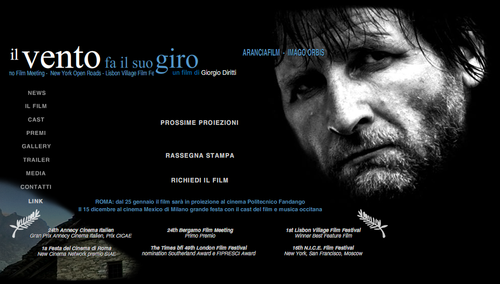 il vento fa il suo giro
ARANCIAFILM - IMAGO ORBIS
no Film Meeting - New York Open Roads - Lisbon Village Film Fe
un film di Giorgio Diritti
NEWS
IL FILM
CAST
PREMI
GALLERY
TRAILER
MEDIA
CONTATTI
LINK
PROSSIME PROIEZIONI
RASSEGNA STAMPA
RICHIEDI IL FILM
ROMA: dal 25 gennaio il film sarà in proiezione al cinema Politecnico Fandango
Il 15 dicembre al cinema Mexico di Milano grande festa con il cast del film e musica occitana
24th Annecy Cinema Italien
Gran Prix Annecy Cinema Italien, Prix CICAE
24th Bergamo Film Meeting
Primo Premio
1st Lisbon Village Film Festival
Winner Best Feature Film
1a Festa del Cinema di Roma
New Cinema Network premio SIAE
The Times bfi 49th London Film Festival
nomination Southerland Award e FIPRESCI Award
16th N.I.C.E. Film Festival
New York, San Francisco, Moscow